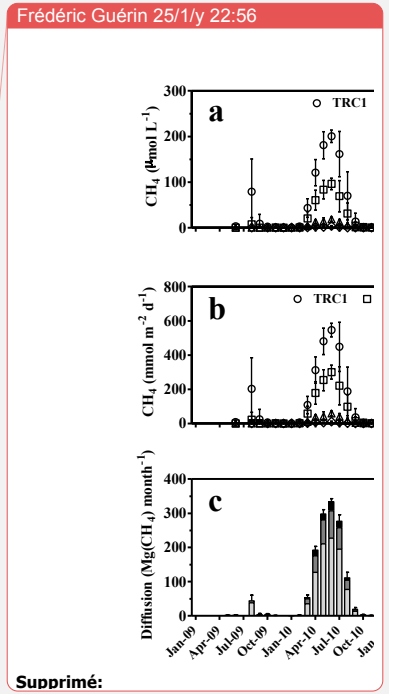 Frédéric Guérin 25/1/y 22:56
300
200
100
0
CH4 (µmol L-1)
a
TRC1
800
600
400
200
0
CH4 (mmol m-2 d-1)
b
TRC1
400
300
200
100
0
Diffusion (Mg(CH4) month-1)
c
Jan-09
Apr-09
Jul-09
Oct-09
Jan-10
Apr-10
Jul-10
Oct-10
Jan
Supprimé: